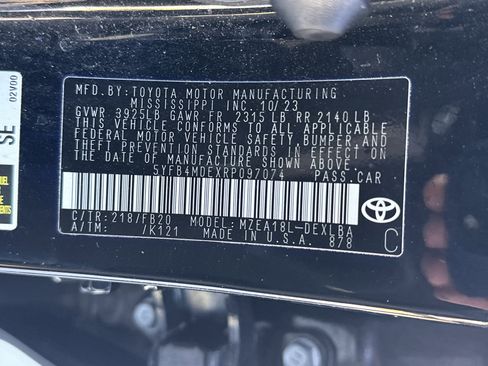 MFD. BY:TOYOTA MOTOR MANUFACTURING
MISSISSIPPI INC. 10/23
GVWR 3925LB GAWR FR 2315 LB RR 2140 LB
THIS VEHICLE CONFORMS TO ALL APPLICABLE
FEDERAL MOTOR VEHICLE SAFETY,BUMPER,AND
THEFT PREVENTION STANDARDS IN EFFECT ON
THE DATE OF MANUFACTURE SHOWN ABOVE.
5YFB4MDEXRP097074 PASS.CAR
C/TR:218/FB20 MODEL:MZEA18L-DEXLBA
A/TM: /K121 MADE IN U.S.A. 878
C
02V00
SE